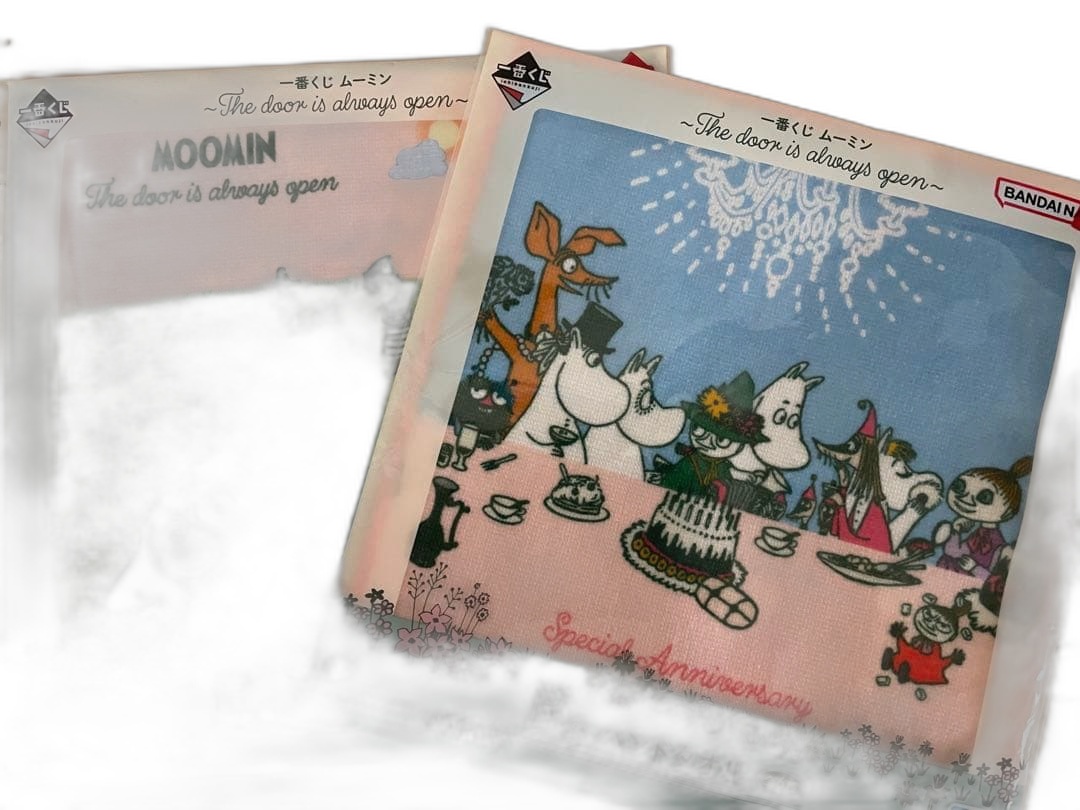 一番くじ
一番くじ ムーミン
~The door is always open~
MOOMIN
The door is always open
一番くじ
ichibankuji
一番くじ ムーミン
~The door is always open~
BANDAI N
Special Anniversary